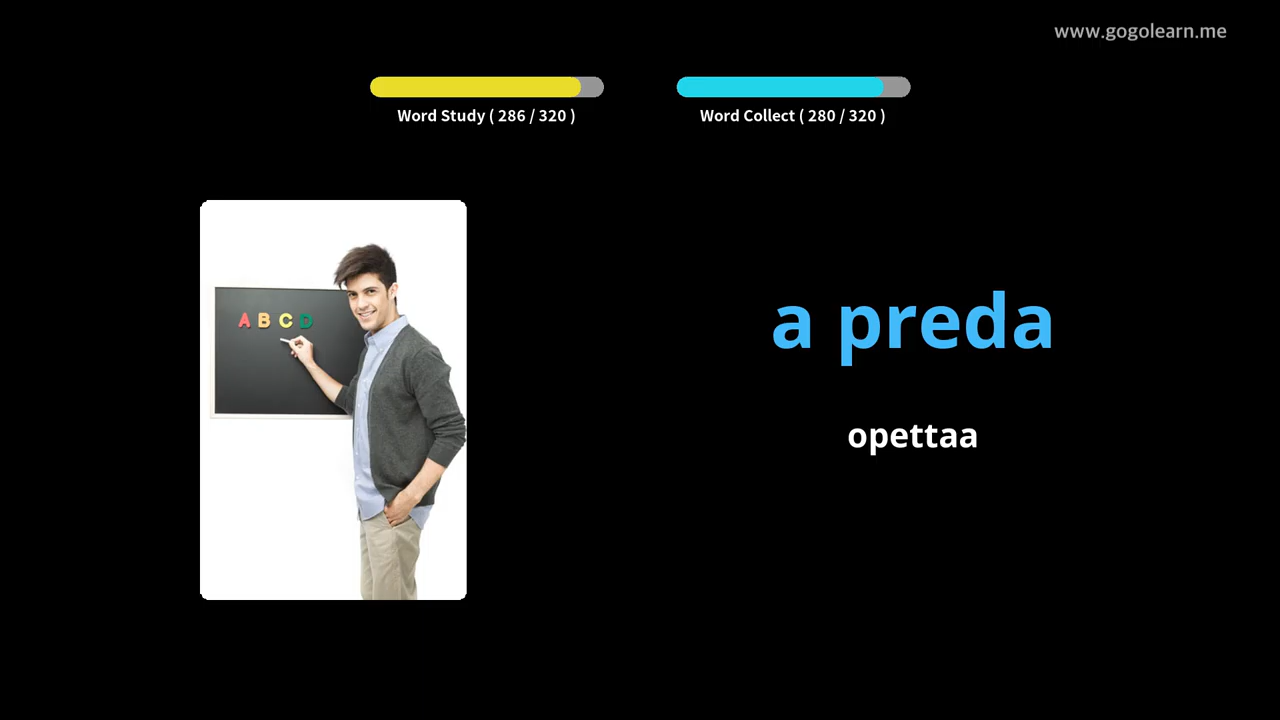 www.gogolearn.me
Word Study ( 286 / 320 )
Word Collect ( 280 / 320 )
A B C D
a preda
opettaa